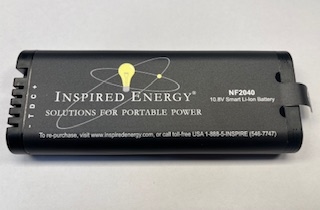 - T D C +
INSPIRED ENERGY®
SOLUTIONS FOR PORTABLE POWER
NF2040
10.8V Smart Li-Ion Battery
To re-purchase, visit www.inspiredenergy.com, or call toll-free USA 1-888-5-INSPIRE (546-7747)